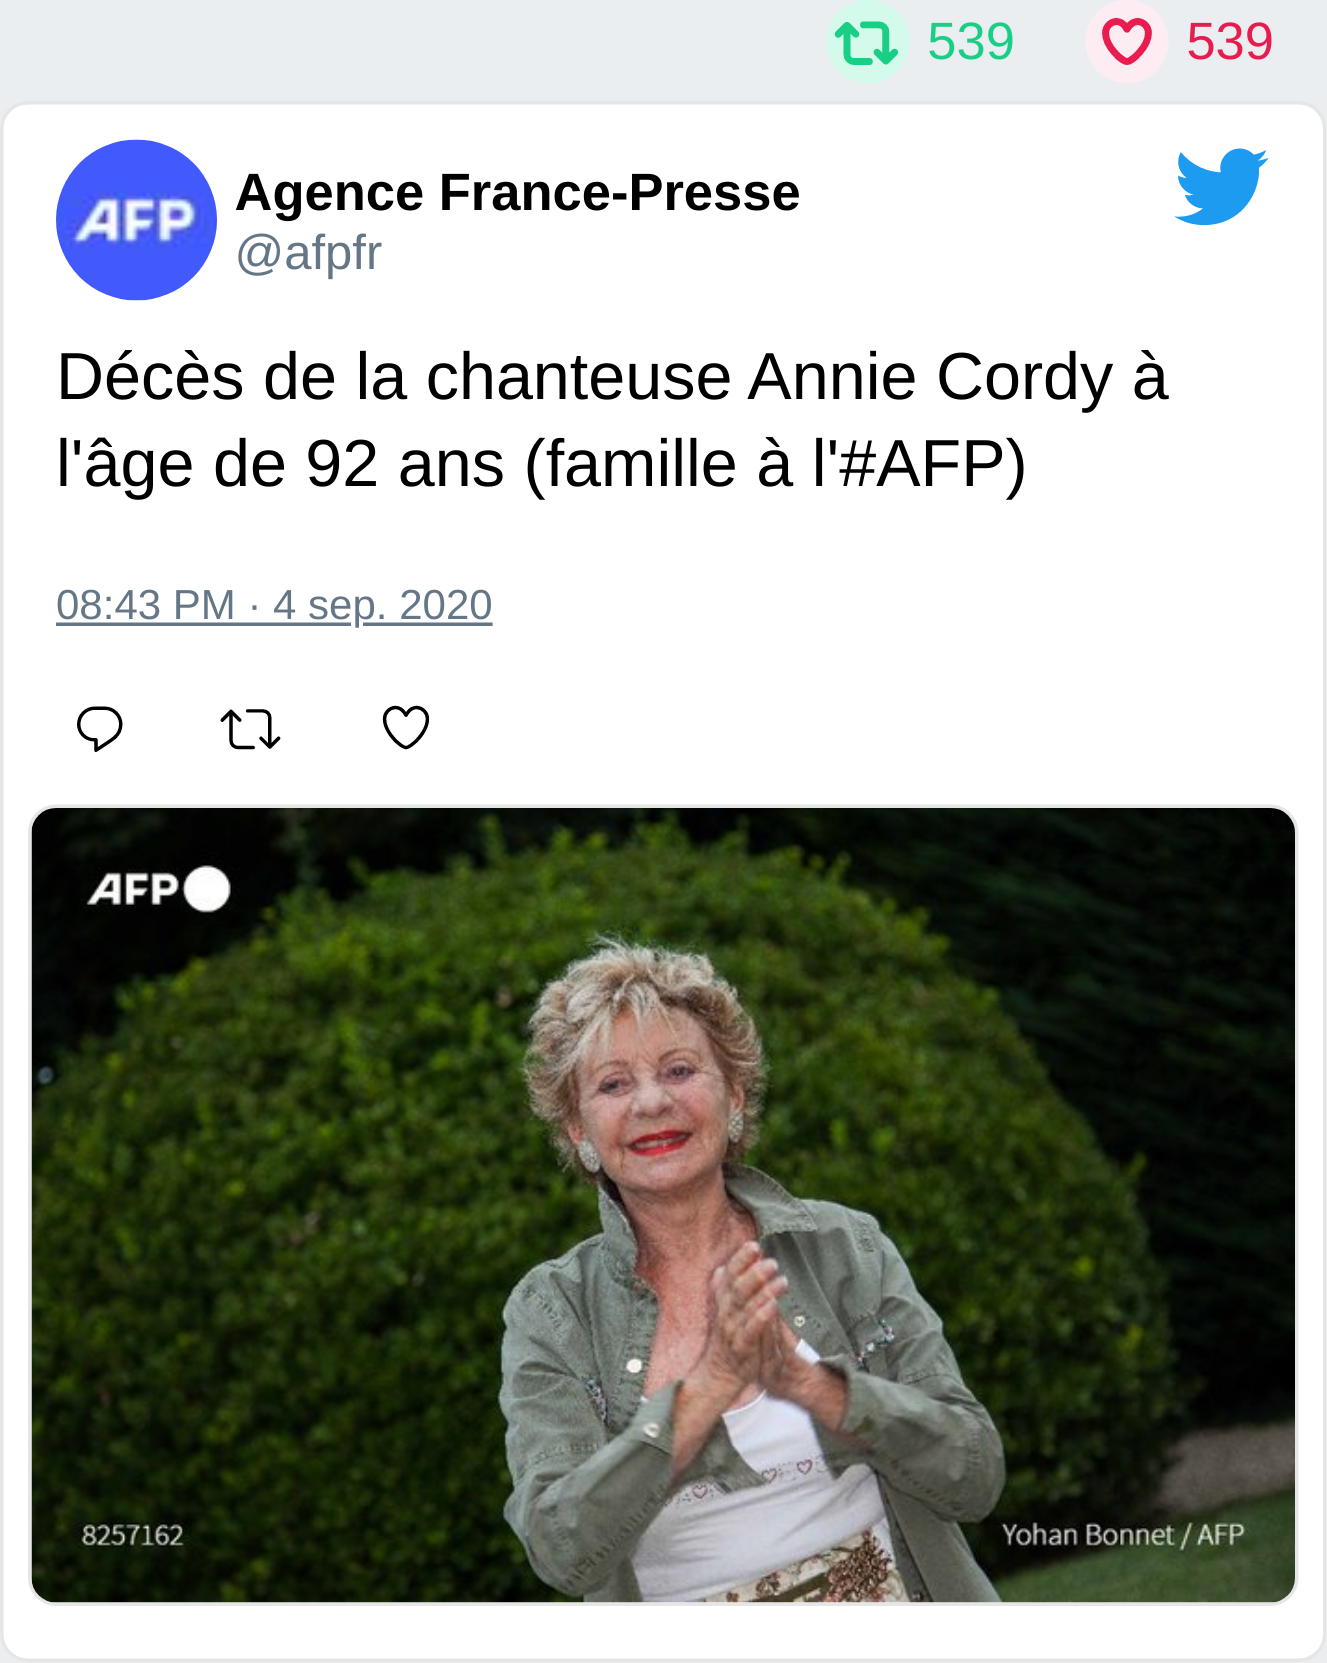 539 539
AFP
Agence France-Presse
@afpfr
Décès de la chanteuse Annie Cordy à
l'âge de 92 ans (famille à l'#AFP)
08:43 PM · 4 sep. 2020
AFP
8257162
Yohan Bonnet / AFP